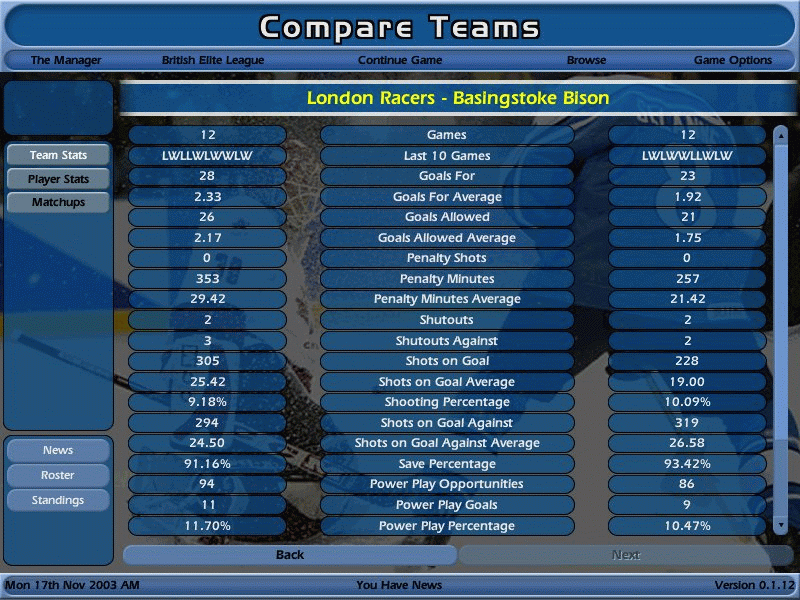 Compare Teams
The Manager British Elite League Continue Game Browse Game Options
London Racers - Basingstoke Bison
12 Games 12
Team Stats LWLLWLWWLW Last 10 Games LWLWWLLWLW
Player Stats 28 Goals For 23
Matchups 2.33 Goals For Average 1.92
26 Goals Allowed 21
2.17 Goals Allowed Average 1.75
0 Penalty Shots 0
353 Penalty Minutes 257
29.42 Penalty Minutes Average 21.42
2 Shutouts 2
3 Shutouts Against 2
305 Shots on Goal 228
25.42 Shots on Goal Average 19.00
9.18% Shooting Percentage 10.09%
294 Shots on Goal Against 319
24.50 Shots on Goal Against Average 26.58
News 91.16% Save Percentage 93.42%
Roster 94 Power Play Opportunities 86
Standings 11 Power Play Goals 9
11.70% Power Play Percentage 10.47%
Back Next
Mon 17th Nov 2003 AM You Have News Version 0.1.12